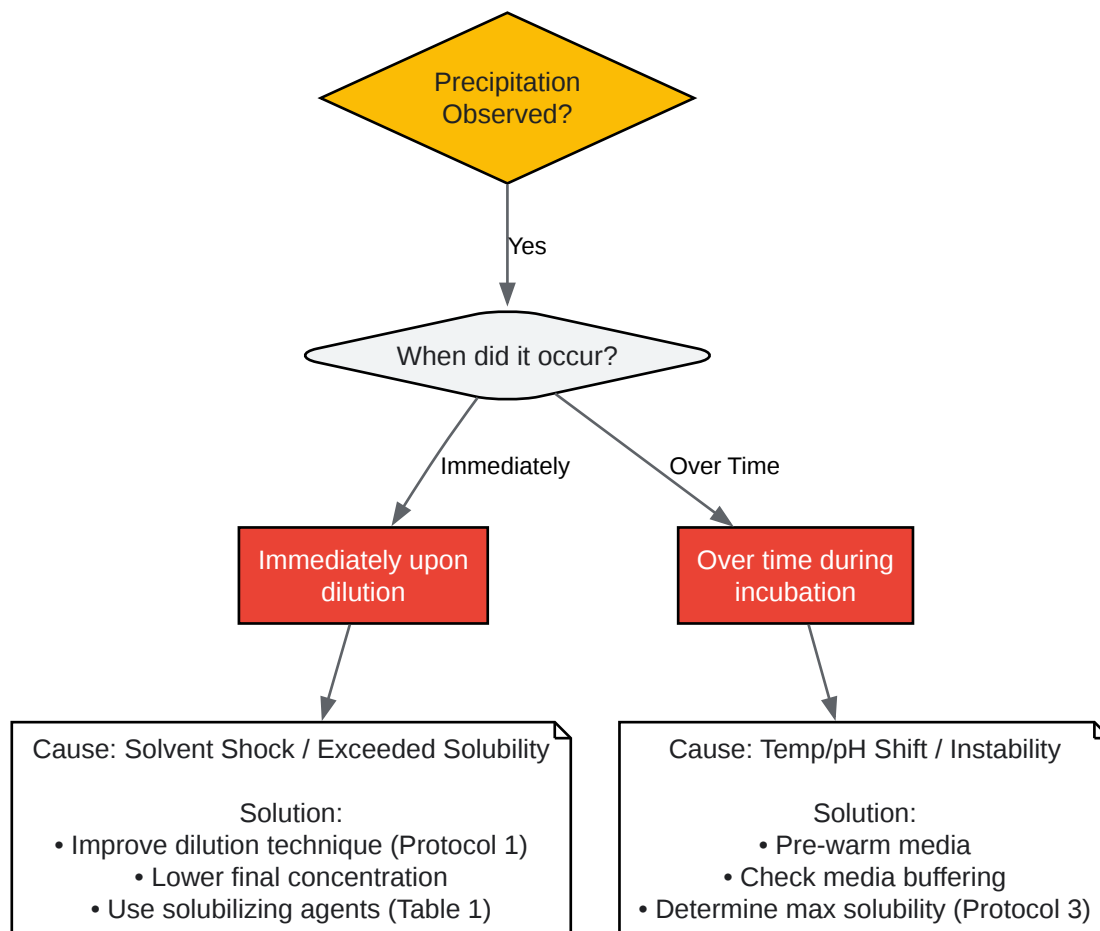 Precipitation
Observed?
Yes
When did it occur?
Immediately
Over Time
Immediately upon
dilution
Over time during
incubation
Cause: Solvent Shock / Exceeded Solubility
Solution:
• Improve dilution technique (Protocol 1)
• Lower final concentration
• Use solubilizing agents (Table 1)
Cause: Temp/pH Shift / Instability
Solution:
• Pre-warm media
• Check media buffering
• Determine max solubility (Protocol 3)